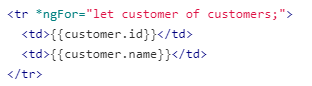 <tr *ngFor="let customer of customers;">
  <td>{{customer.id}}</td>
  <td>{{customer.name}}</td>
</tr>